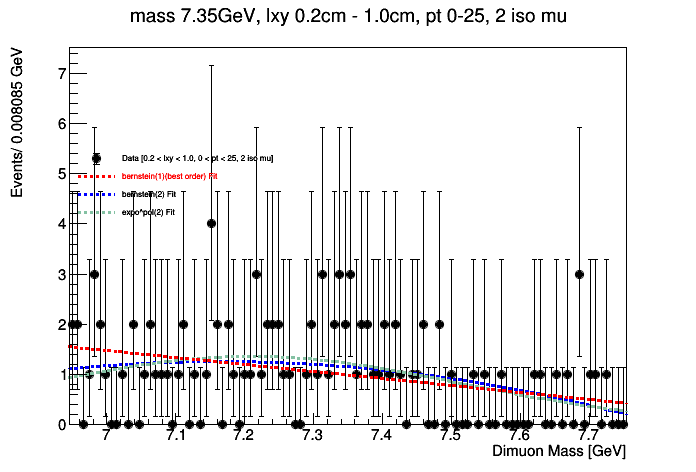 mass 7.35GeV, lxy 0.2cm - 1.0cm, pt 0-25, 2 iso mu
Events/ 0.008085 GeV
7
6
5
4
3
2
1
0
Data [0.2 < lxy < 1.0, 0 < pt < 25, 2 iso mu]
bernstein(1)(best order) Fit
bernstein(2) Fit
expo*pol(2) Fit
7 7.1 7.2 7.3 7.4 7.5 7.6 7.7
Dimuon Mass [GeV]